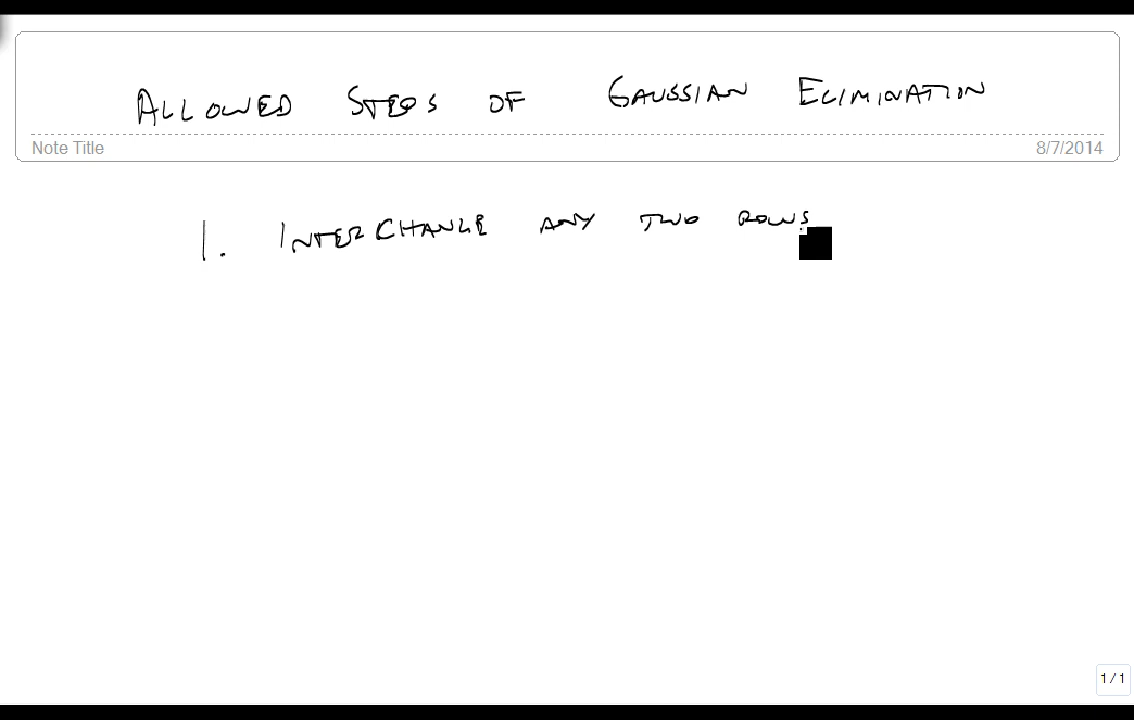 ALLOWED STEPS OF GAUSSIAN ELIMINATION
Note Title 8/7/2014
1. INTERCHANGE ANY TWO ROWS
1/1